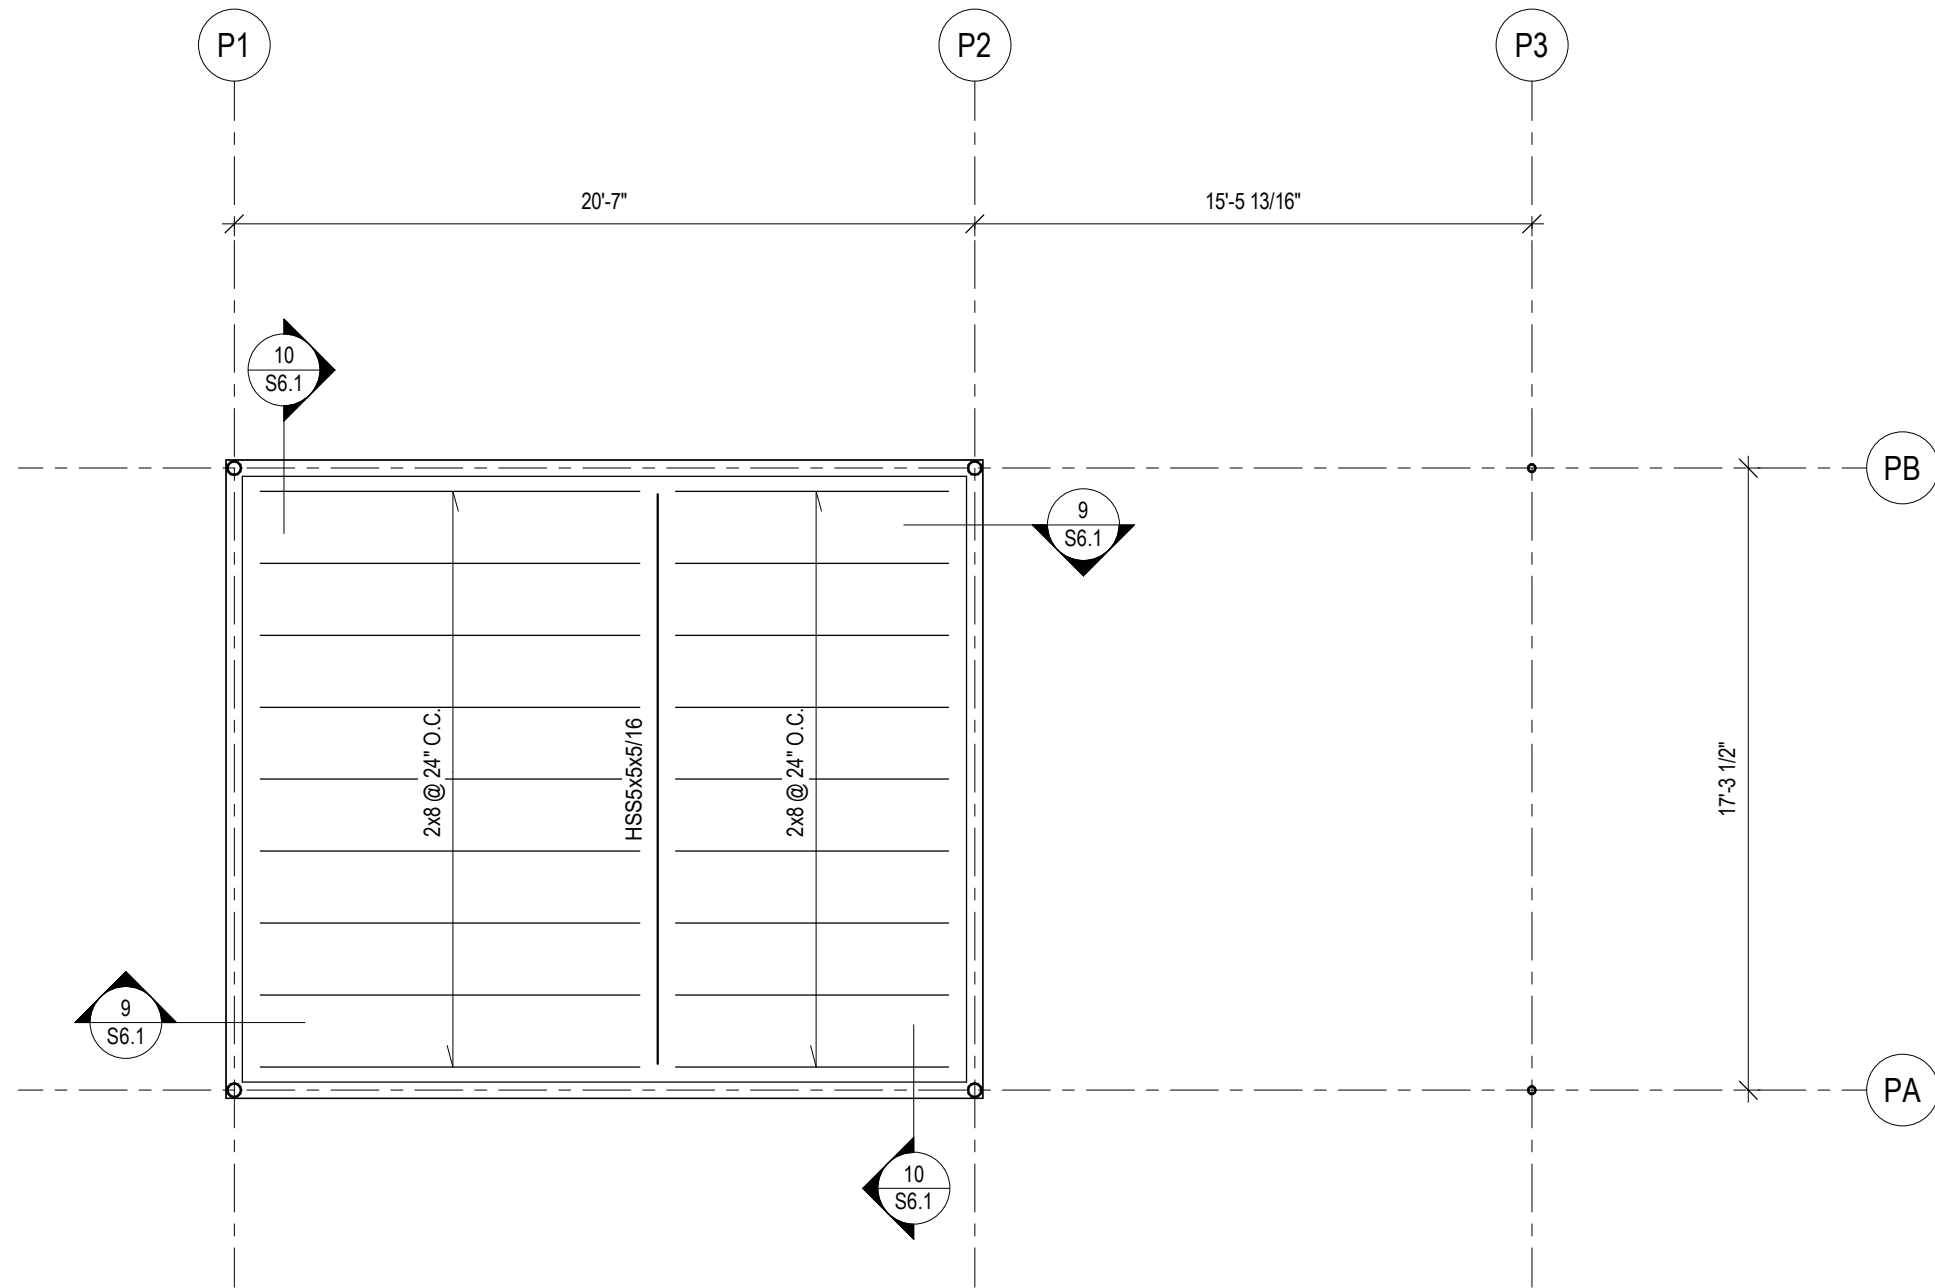 P1
P2
P3
20'-7"
15'-5 13/16"
10
S6.1
PB
9
S6.1
2x8 @ 24" O.C.
HSS5x5x5/16
2x8 @ 24" O.C.
17'-3 1/2"
9
S6.1
PA
10
S6.1